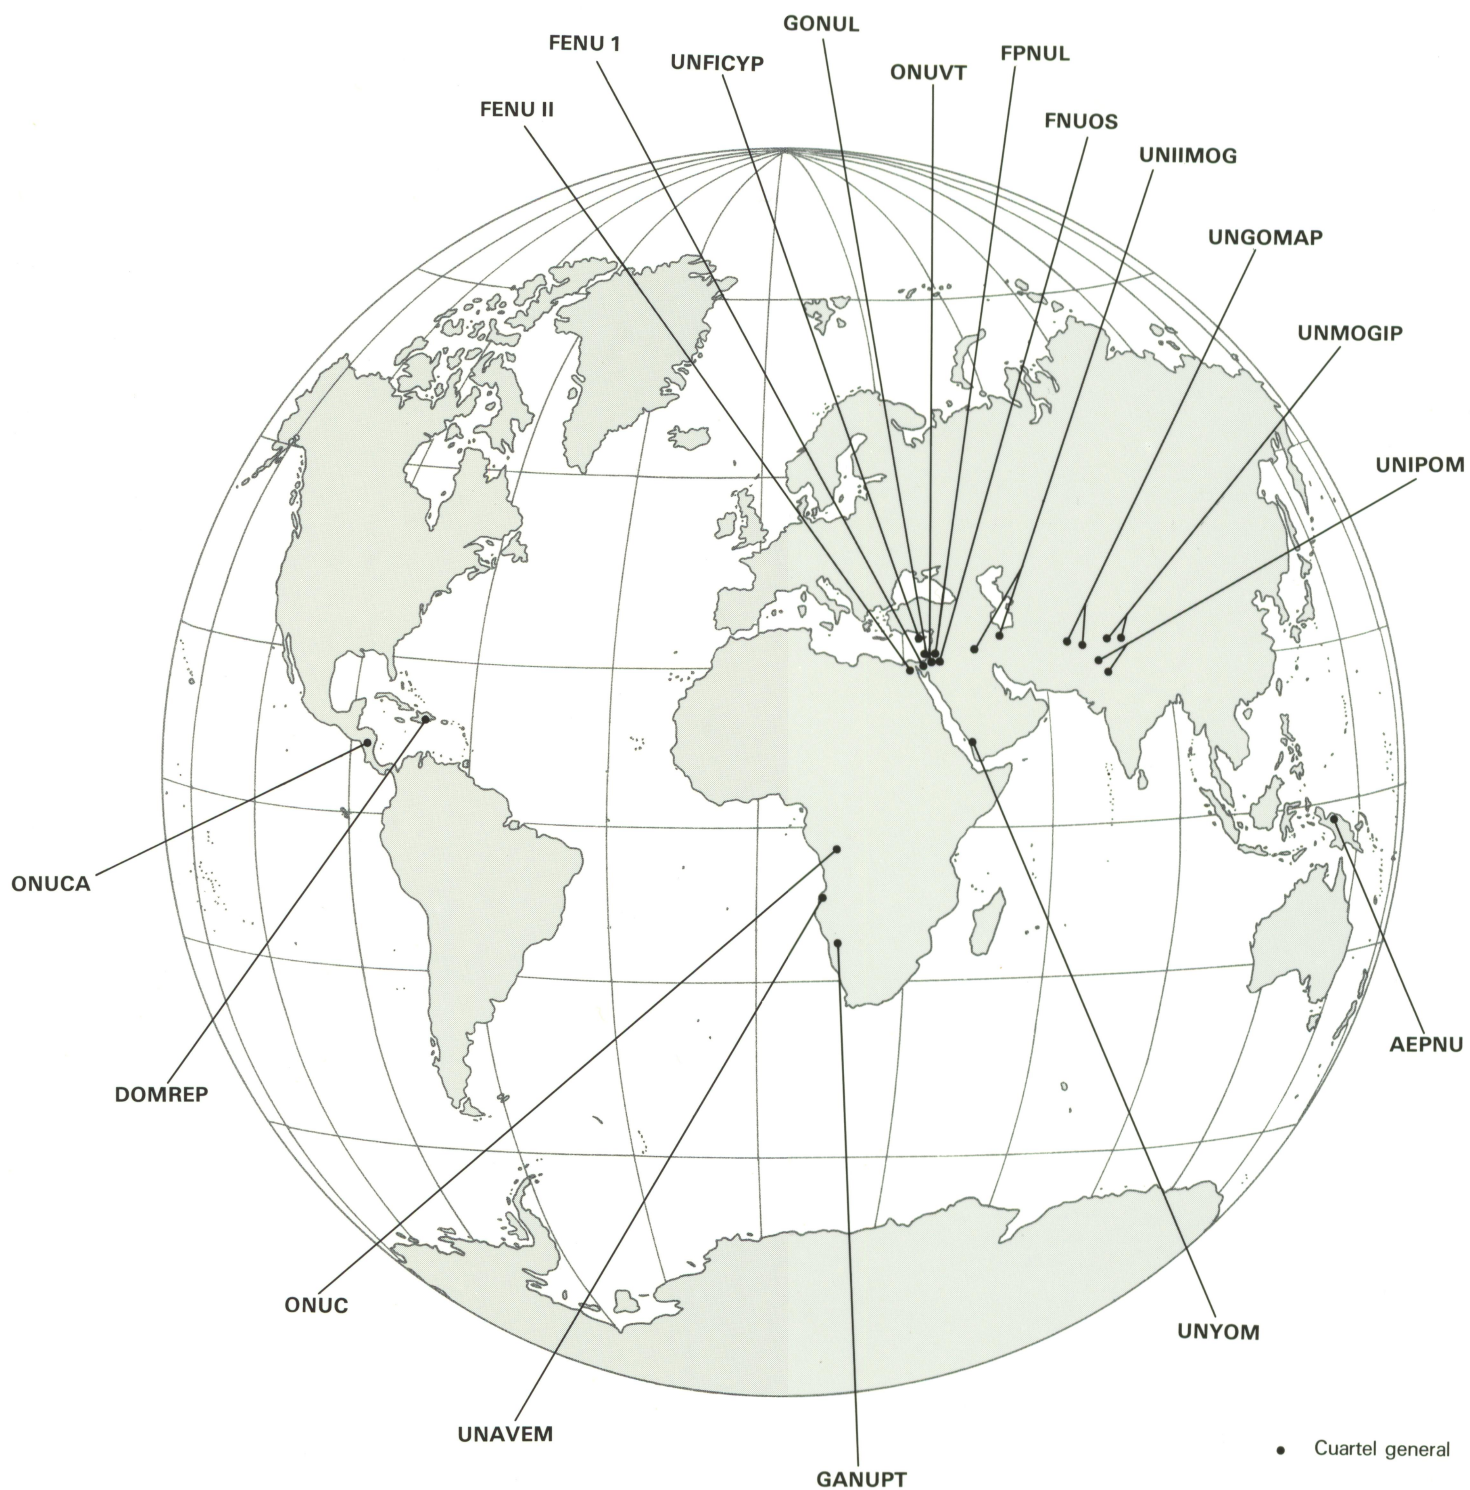 GONUL
FENU 1
FPNUL
UNFICYP
ONUVT
FENU II
FNUOS
UNIIMOG
UNGOMAP
UNMOGIP
UNIPOM
ONUCA
AEPNU
DOMREP
ONUC
UNYOM
UNAVEM
Cuartel general
GANUPT